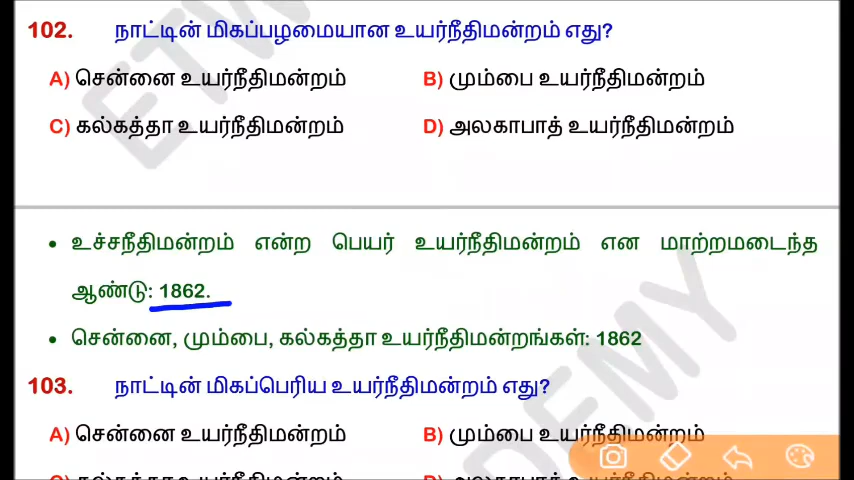 102. நாட்டின் மிகப்பழமையான உயர்நீதிமன்றம் எது?
A) சென்னை உயர்நீதிமன்றம் B) மும்பை உயர்நீதிமன்றம்
C) கல்கத்தா உயர்நீதிமன்றம் D) அலகாபாத் உயர்நீதிமன்றம்
• உச்சநீதிமன்றம் என்ற பெயர் உயர்நீதிமன்றம் என மாற்றமடைந்த
ஆண்டு: 1862.
• சென்னை, மும்பை, கல்கத்தா உயர்நீதிமன்றங்கள்: 1862
103. நாட்டின் மிகப்பெரிய உயர்நீதிமன்றம் எது?
A) சென்னை உயர்நீதிமன்றம் B) மும்பை உயர்நீதிமன்றம்